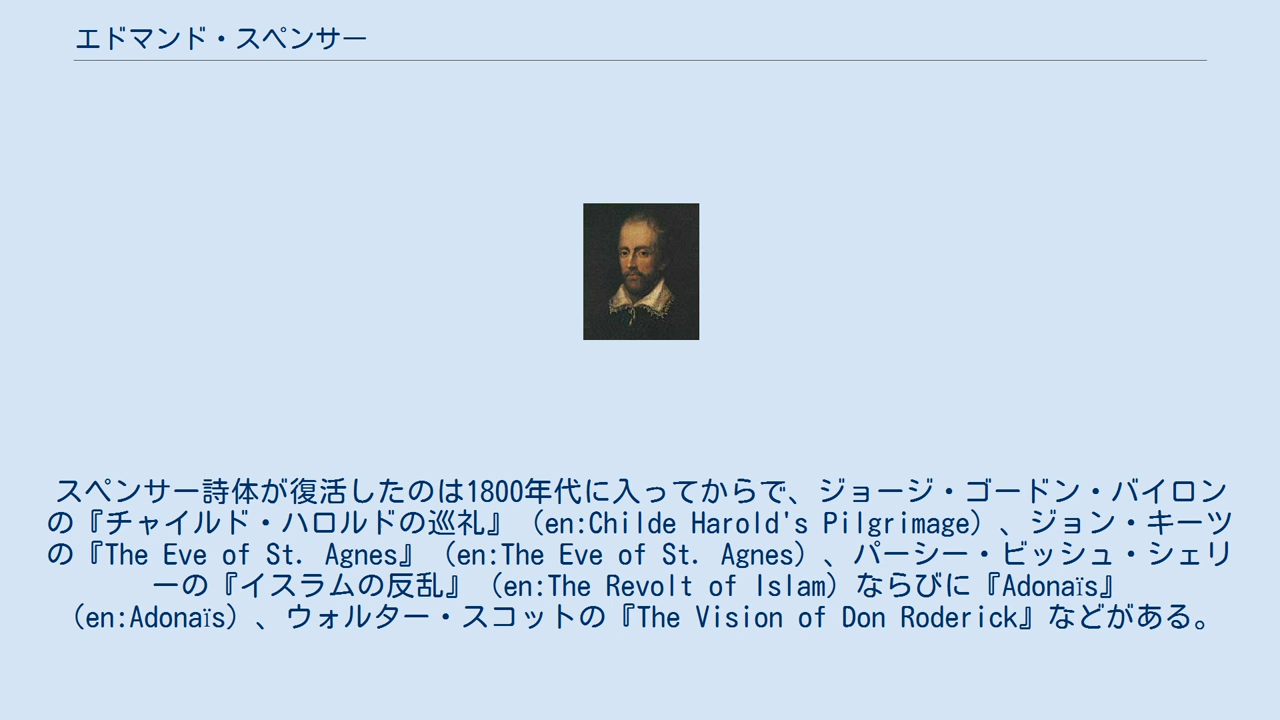 エドマンド・スペンサー
スペンサー詩体が復活したのは1800年代に入ってからで、ジョージ・ゴードン・バイロン
の『チャイルド・ハロルドの巡礼』（en:Childe Harold's Pilgrimage）、ジョン・キーツ
の『The Eve of St. Agnes』（en:The Eve of St. Agnes）、パーシー・ビッシュ・シェリ
ーの『イスラムの反乱』（en:The Revolt of Islam）ならびに『Adonaïs』
（en:Adonaïs）、ウォルター・スコットの『The Vision of Don Roderick』などがある。